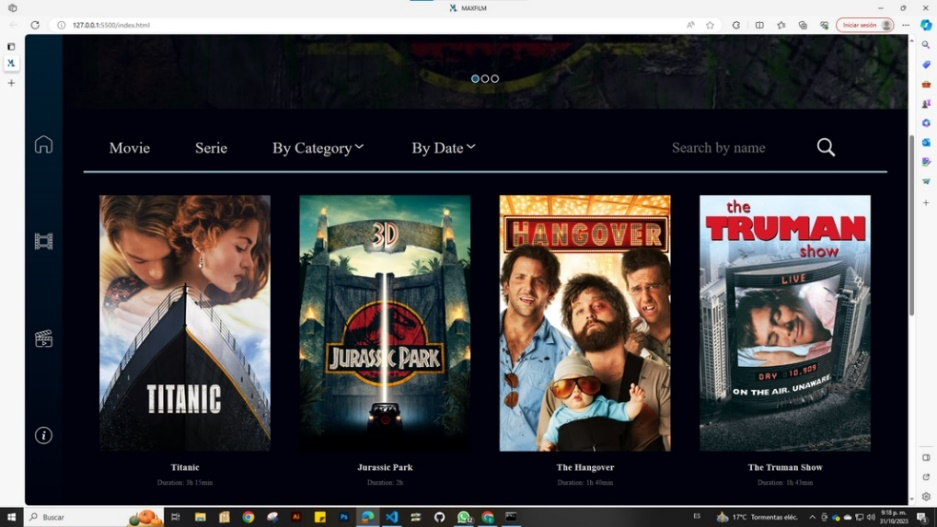 MAXFILM
127.0.0.1:5500/index.html
Iniciar sesión
Movie
Serie
By Category
By Date
Search by name
TITANIC
3D
JURASSIC PARK
HANGOVER
the
TRUMAN
show
LIVE
DAY 10,909
ON THE AIR. UNAWARE.
Titanic
Duration: 3h 15min
Jurassic Park
Duration: 2h
The Hangover
Duration: 1h 40min
The Truman Show
Duration: 1h 43min
Buscar
ES
17°C Tormentas eléc.
9:18 p. m.
31/10/2023